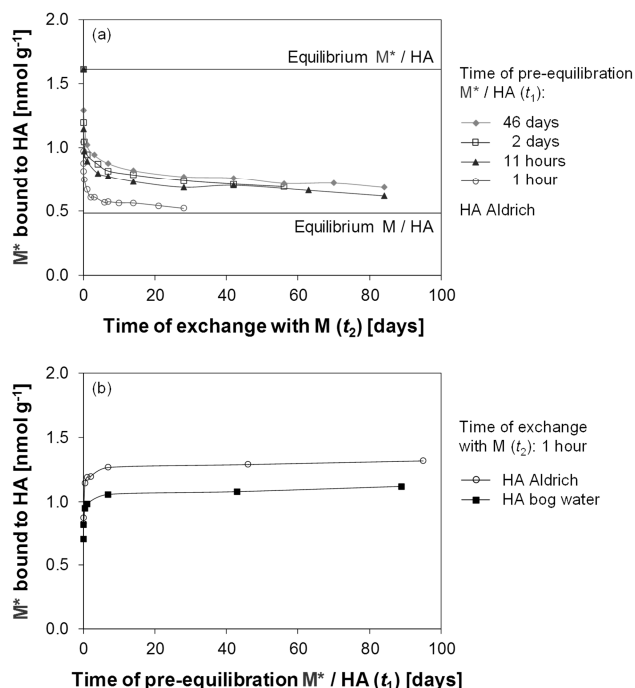 2.0
(a)
Equilibrium M* / HA
1.5
1.0
0.5
Equilibrium M / HA
0.0
0 20 40 60 80 100
M* bound to HA [nmol g-1]
Time of exchange with M (t2) [days]
Time of pre-equilibration
M* / HA (t1):
46 days
2 days
11 hours
1 hour
HA Aldrich
2.0
(b)
1.5
1.0
0.5
0.0
0 20 40 60 80 100
M* bound to HA [nmol g-1]
Time of pre-equilibration M* / HA (t1) [days]
Time of exchange
with M (t2): 1 hour
HA Aldrich
HA bog water